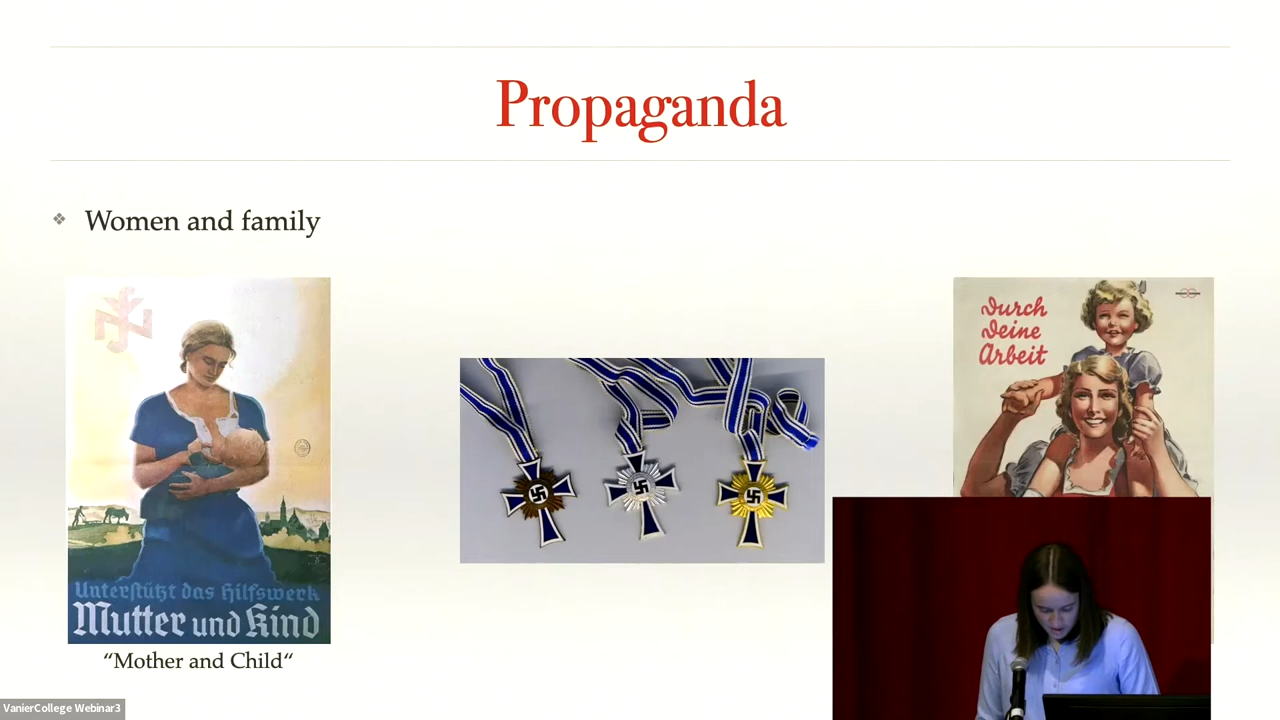 Propaganda
Women and family
Unterstützt das Hilfswerk
Mutter und Kind
“Mother and Child“
Durch
Deine
Arbeit
VanierCollege Webinar3